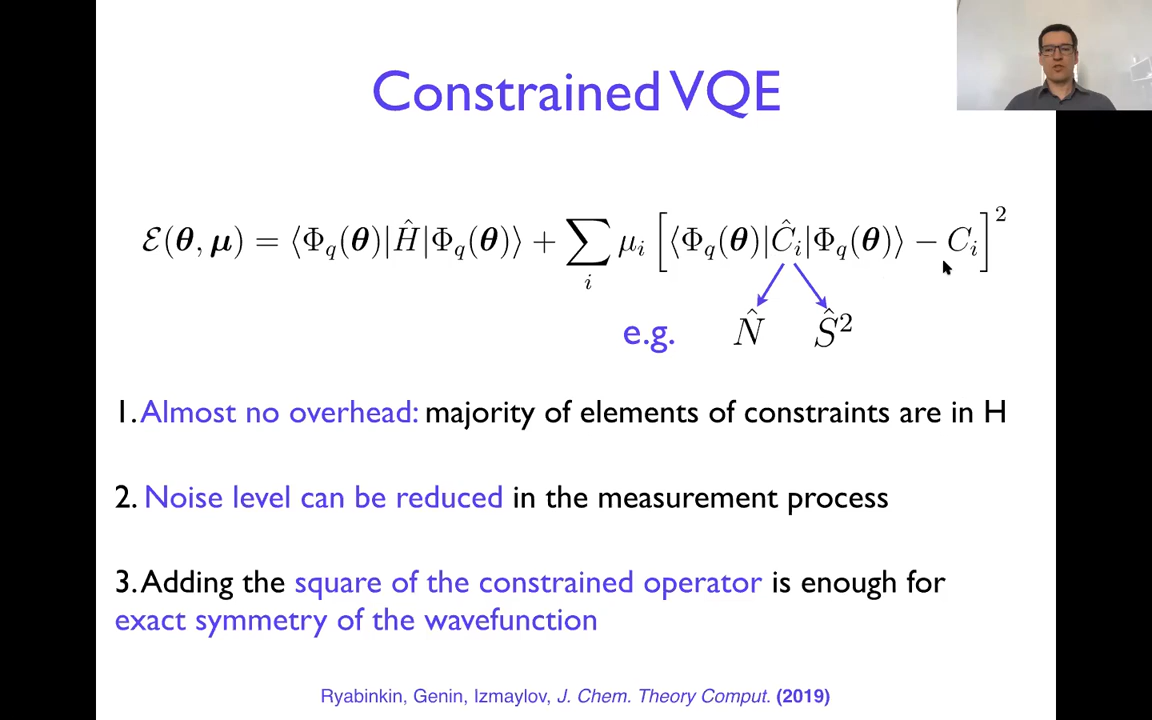 Constrained VQE
ℰ(θ, μ) = ⟨Φ_q(θ)|Ĥ|Φ_q(θ)⟩ + ∑_i μ_i [⟨Φ_q(θ)|Ĉ_i|Φ_q(θ)⟩ − C_i]²
e.g. N̂ Ŝ²
1. Almost no overhead: majority of elements of constraints are in H
2. Noise level can be reduced in the measurement process
3. Adding the square of the constrained operator is enough for
exact symmetry of the wavefunction
Ryabinkin, Genin, Izmaylov, J. Chem. Theory Comput. (2019)